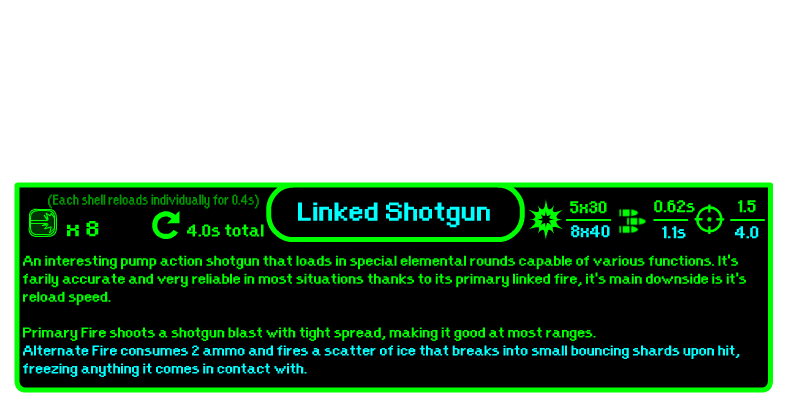 (Each shell reloads individually for 0.4s)
x 8
4.0s total
Linked Shotgun
5x30
8x40
0.62s
1.1s
1.5
4.0
An interesting pump action shotgun that loads in special elemental rounds capable of various functions. It's
farily accurate and very reliable in most situations thanks to its primary linked fire, it's main downside is it's
reload speed.
Primary Fire shoots a shotgun blast with tight spread, making it good at most ranges.
Alternate Fire consumes 2 ammo and fires a scatter of ice that breaks into small bouncing shards upon hit,
freezing anything it comes in contact with.